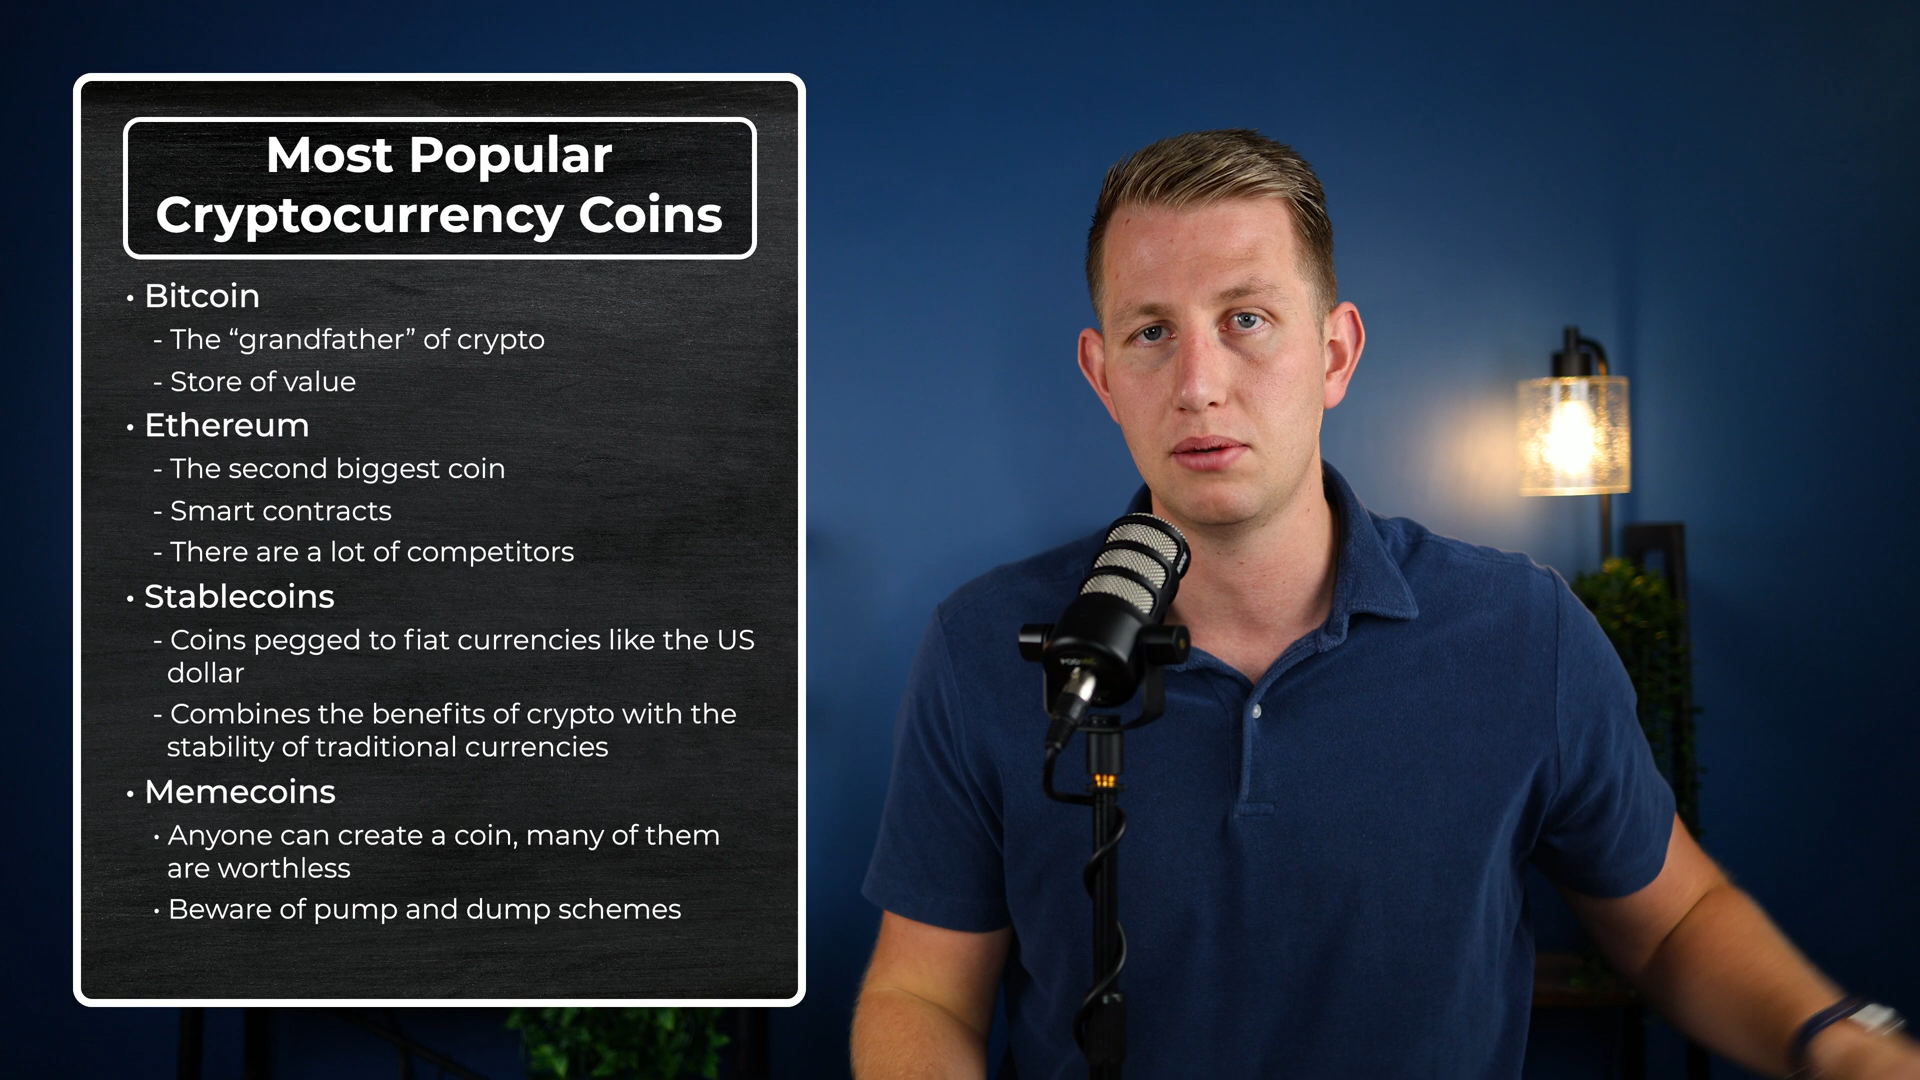 Most Popular
Cryptocurrency Coins
• Bitcoin
- The “grandfather” of crypto
- Store of value
• Ethereum
- The second biggest coin
- Smart contracts
- There are a lot of competitors
• Stablecoins
- Coins pegged to fiat currencies like the US
dollar
- Combines the benefits of crypto with the
stability of traditional currencies
• Memecoins
• Anyone can create a coin, many of them
are worthless
• Beware of pump and dump schemes